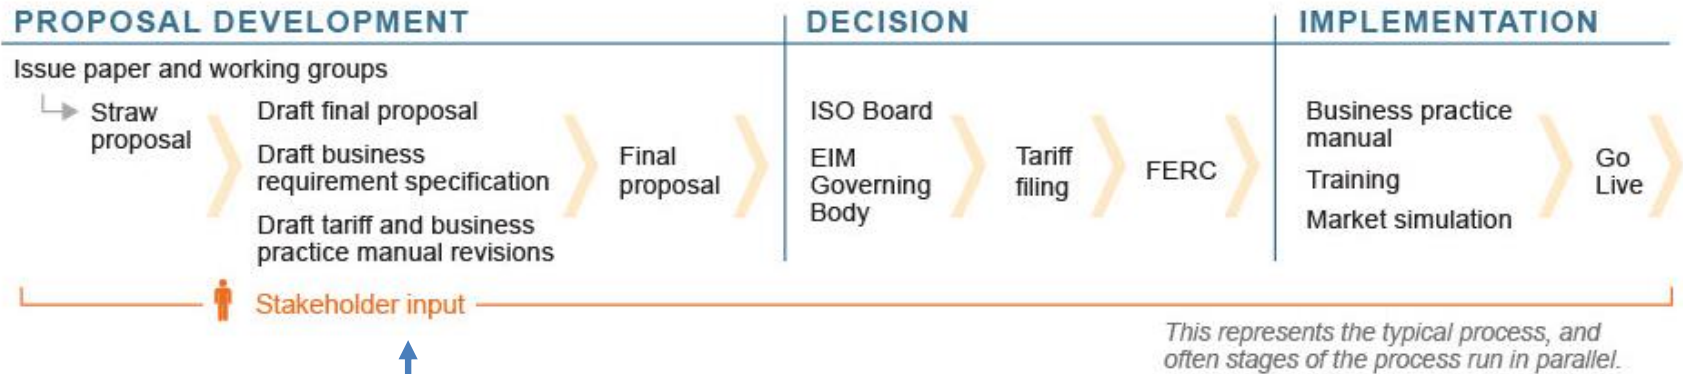 PROPOSAL DEVELOPMENT
Issue paper and working groups
Straw
proposal
Draft final proposal
Draft business
requirement specification
Draft tariff and business
practice manual revisions
Final
proposal
DECISION
ISO Board
EIM
Governing
Body
Tariff
filing
FERC
IMPLEMENTATION
Business practice
manual
Training
Market simulation
Go
Live
Stakeholder input
This represents the typical process, and
often stages of the process run in parallel.